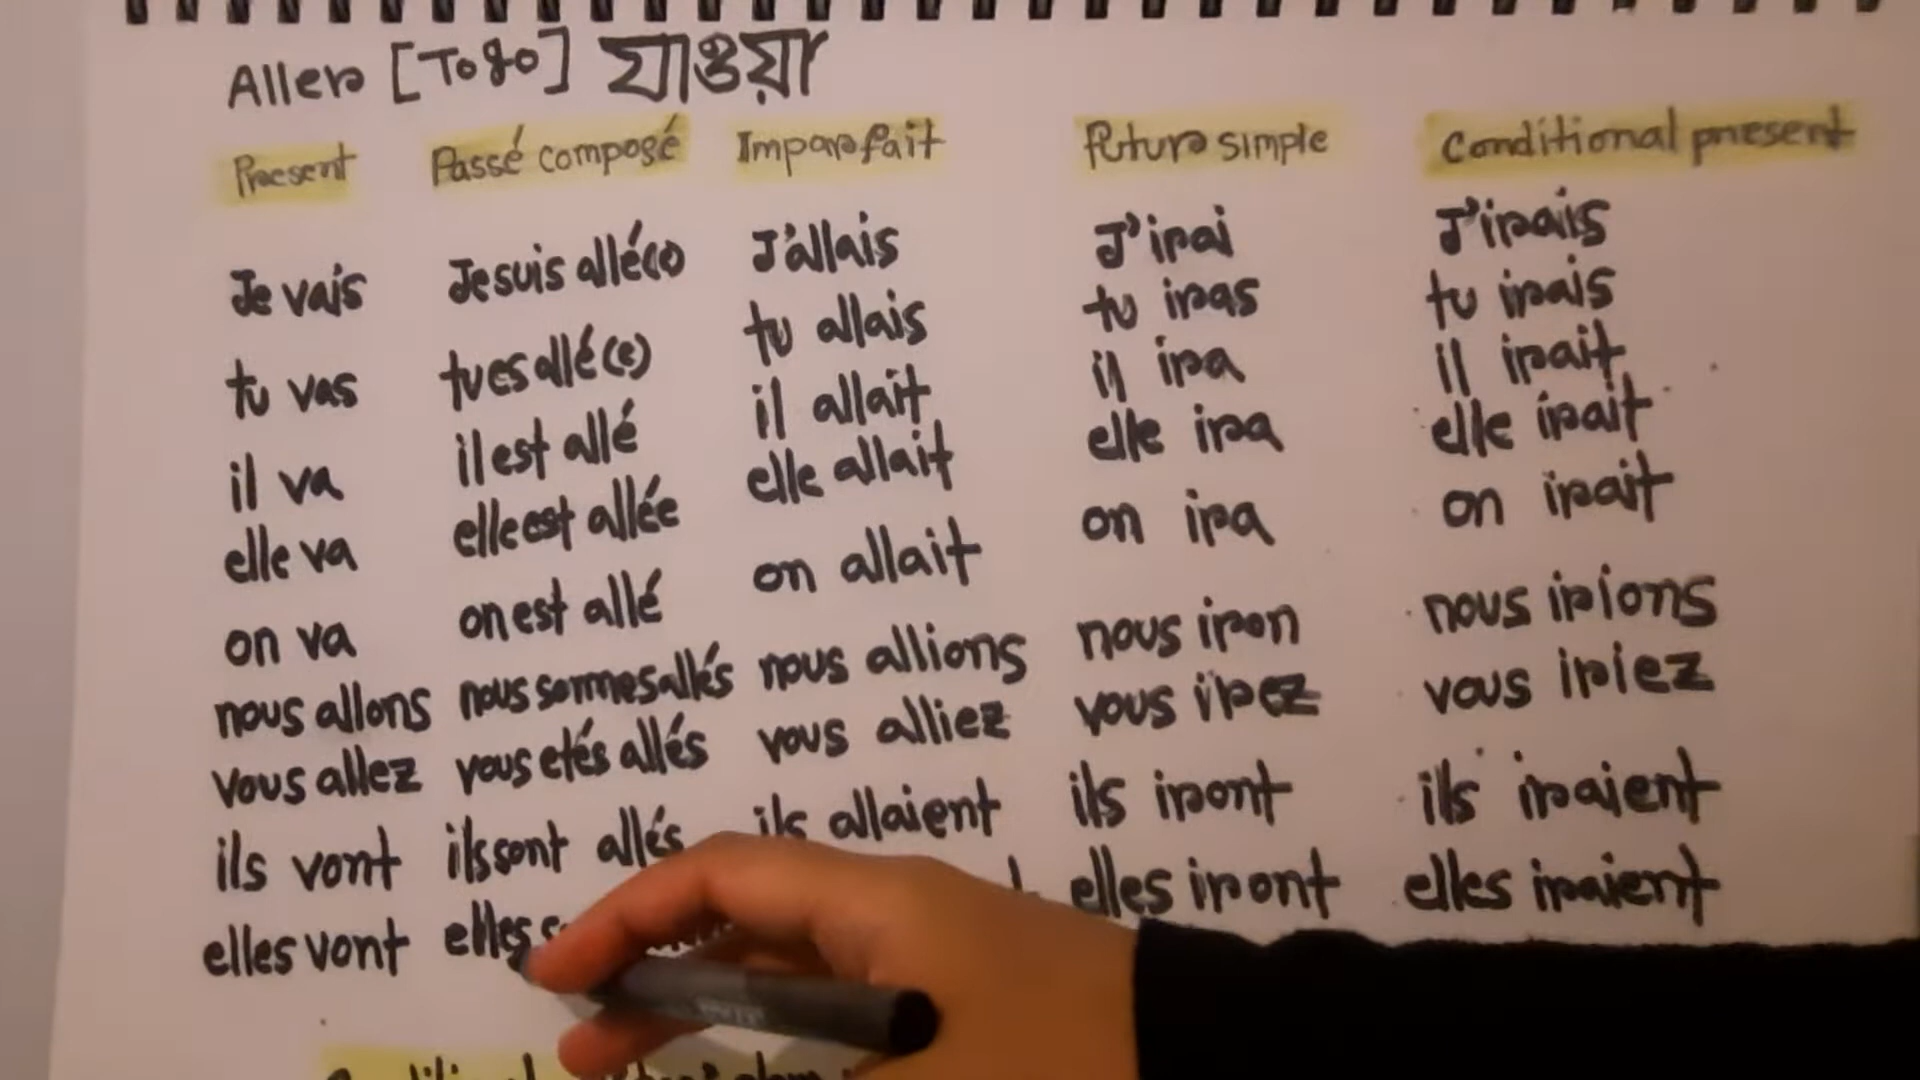 Aller [To go] যাওয়া
Present Passé composé Imparfait futur simple Conditional present
Je vais Je suis allé(e) J'allais J'irai J'irais
tu vas tu es allé(e) tu allais tu iras tu irais
il va il est allé il allait il ira il irait
elle va elle est allée elle allait elle ira elle irait
on va on est allé on allait on ira on irait
nous allons nous sommes allés nous allions nous iron nous irions
vous allez vous etés allés vous alliez vous irez vous iriez
ils vont ils sont allés ils allaient ils iront ils iraient
elles vont elles elles iront elles iraient